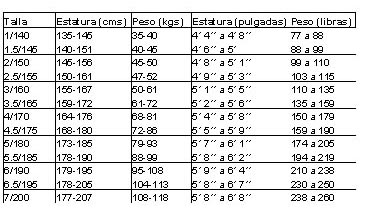 Talla Estatura (cms) Peso (kgs) Estatura (pulgadas) Peso (libras)
1/140 135-145 35-40 4´4´´ a 4´8´´ 77 a 88
1.5/145 140-151 40-45 4´6´´ a 5´ 88 a 99
2/150 145-156 45-50 4´8´´ a 5´1´´ 99 a 110
2.5/155 150-161 47-52 4´9´´ a 5´3´´ 103 a 115
3/160 155-167 50-61 5´1´´ a 5´5´´ 110 a 135
3.5/165 159-172 61-72 5´2´´ a 5´6´´ 135 a 159
4/170 164-176 68-81 5´4´´ a 5´8´´ 150 a 179
4.5/175 168-180 72-86 5´5´´ a 5´9´´ 159 a 190
5/180 173-185 79-93 5´7´´ a 6´1´´ 174 a 205
5.5/185 178-190 88-99 5´8´´ a 6´2´´ 194 a 219
6/190 179-195 95-108 5´9´´ a 6´4´´ 210 a 238
6.5/195 178-205 104-113 5´8´´ a 6´7´´ 230 a 250
7/200 177-207 108-118 5´8´´ a 6´8´´ 238 a 260